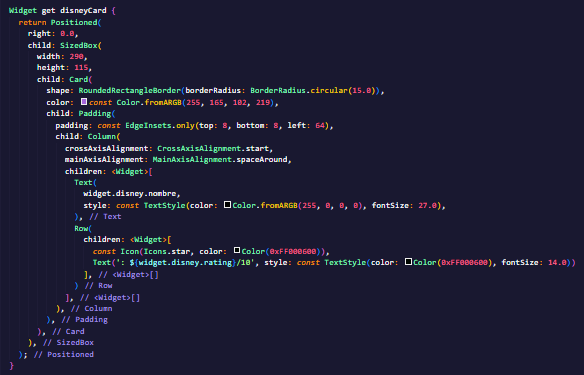 Widget get disneyCard {
  return Positioned(
    right: 0.0,
    child: SizedBox(
      width: 290,
      height: 115,
      child: Card(
        shape: RoundedRectangleBorder(borderRadius: BorderRadius.circular(15.0)),
        color: const Color.fromARGB(255, 165, 102, 219),
        child: Padding(
          padding: const EdgeInsets.only(top: 8, bottom: 8, left: 64),
          child: Column(
            crossAxisAlignment: CrossAxisAlignment.start,
            mainAxisAlignment: MainAxisAlignment.spaceAround,
            children: <Widget>[
              Text(
                widget.disney.nombre,
                style: const TextStyle(color: Color.fromARGB(255, 0, 0, 0), fontSize: 27.0),
              ), // Text
              Row(
                children: <Widget>[
                  const Icon(Icons.star, color: Color(0xFF000600)),
                  Text(': ${widget.disney.rating}/10', style: const TextStyle(color: Color(0xFF000600), fontSize: 14.0))
                ], // <Widget>[]
              ) // Row
            ], // <Widget>[]
          ), // Column
        ), // Padding
      ), // Card
    ), // SizedBox
  ); // Positioned
}